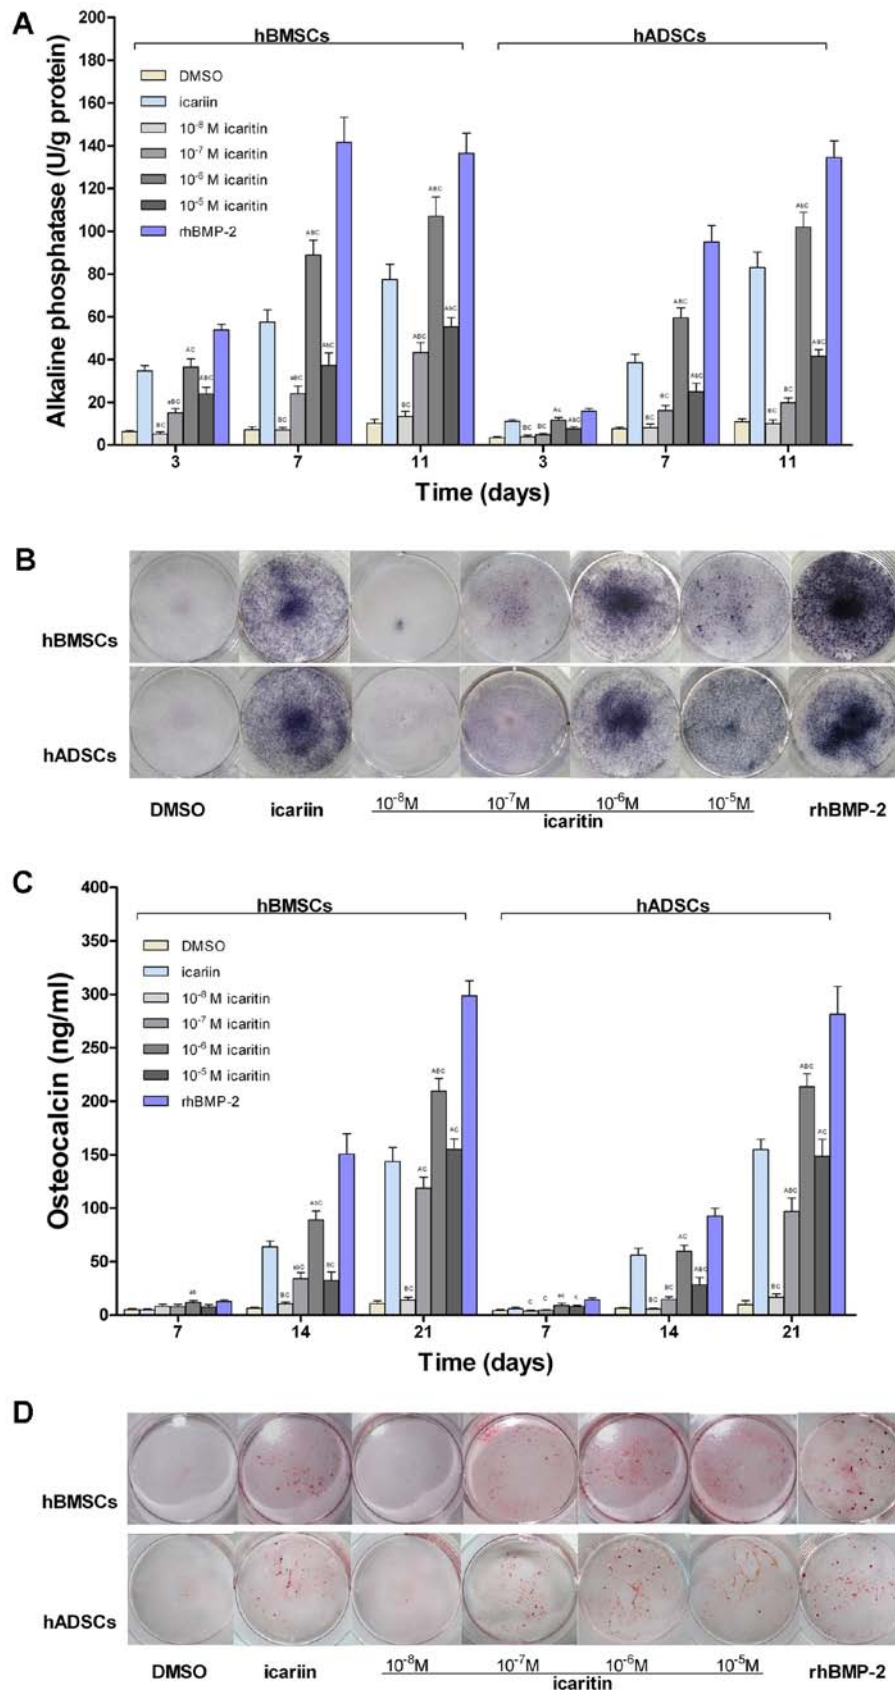 A
200
180
160
140
120
100
80
60
40
20
0
Alkaline phosphatase (U/g protein)
hBMSCs
hADSCs
DMSO
icariin
10⁻⁸ M icaritin
10⁻⁷ M icaritin
10⁻⁶ M icaritin
10⁻⁵ M icaritin
rhBMP-2
3 7 11 3 7 11
Time (days)
B
hBMSCs
hADSCs
DMSO icariin 10⁻⁸M 10⁻⁷M 10⁻⁶M 10⁻⁵M rhBMP-2
icaritin
C
400
350
300
250
200
150
100
50
0
Osteocalcin (ng/ml)
hBMSCs
hADSCs
DMSO
icariin
10⁻⁸ M icaritin
10⁻⁷ M icaritin
10⁻⁶ M icaritin
10⁻⁵ M icaritin
rhBMP-2
7 14 21 7 14 21
Time (days)
D
hBMSCs
hADSCs
DMSO icariin 10⁻⁸M 10⁻⁷M 10⁻⁶M 10⁻⁵M rhBMP-2
icaritin